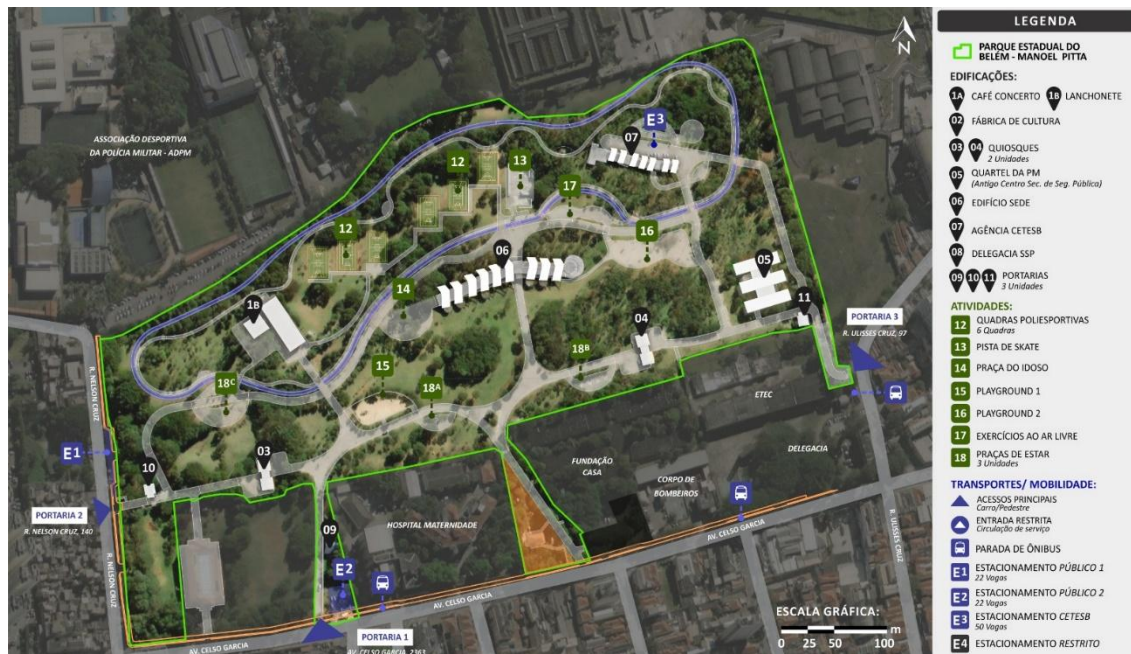 N
ASSOCIAÇÃO DESPORTIVA
DA POLÍCIA MILITAR - ADPM
12
13
07
E3
17
12
16
06
05
14
1B
11
PORTARIA 3
R. ULISSES CRUZ, 97
04
18B
15
18A
18C
R. NELSON CRUZ
E1
10
03
ETEC
FUNDAÇÃO
CASA
DELEGACIA
CORPO DE
BOMBEIROS
PORTARIA 2
R. NELSON CRUZ, 140
HOSPITAL MATERNIDADE
09
E2
R. NELSON CRUZ
R. ULISSES CRUZ
AV. CELSO GARCIA
AV. CELSO GARCIA
AV. CELSO GARCIA
PORTARIA 1
AV. CELSO GARCIA, 2363
ESCALA GRÁFICA:
m
0 25 50 100
LEGENDA
PARQUE ESTADUAL DO
BELÉM - MANOEL PITTA
EDIFICAÇÕES:
1A CAFÉ CONCERTO 1B LANCHONETE
02 FÁBRICA DE CULTURA
03 04 QUIOSQUES
2 Unidades
05 QUARTEL DA PM
(Antigo Centro Sec. de Seg. Pública)
06 EDIFÍCIO SEDE
07 AGÊNCIA CETESB
08 DELEGACIA SSP
09 10 11 PORTARIAS
3 Unidades
ATIVIDADES:
12 QUADRAS POLIESPORTIVAS
6 Quadras
13 PISTA DE SKATE
14 PRAÇA DO IDOSO
15 PLAYGROUND 1
16 PLAYGROUND 2
17 EXERCÍCIOS AO AR LIVRE
18 PRAÇAS DE ESTAR
3 Unidades
TRANSPORTES/ MOBILIDADE:
ACESSOS PRINCIPAIS
Carro/Pedestre
ENTRADA RESTRITA
Circulação de serviço
PARADA DE ÔNIBUS
E1 ESTACIONAMENTO PÚBLICO 1
22 Vagas
E2 ESTACIONAMENTO PÚBLICO 2
22 Vagas
E3 ESTACIONAMENTO CETESB
50 Vagas
E4 ESTACIONAMENTO RESTRITO